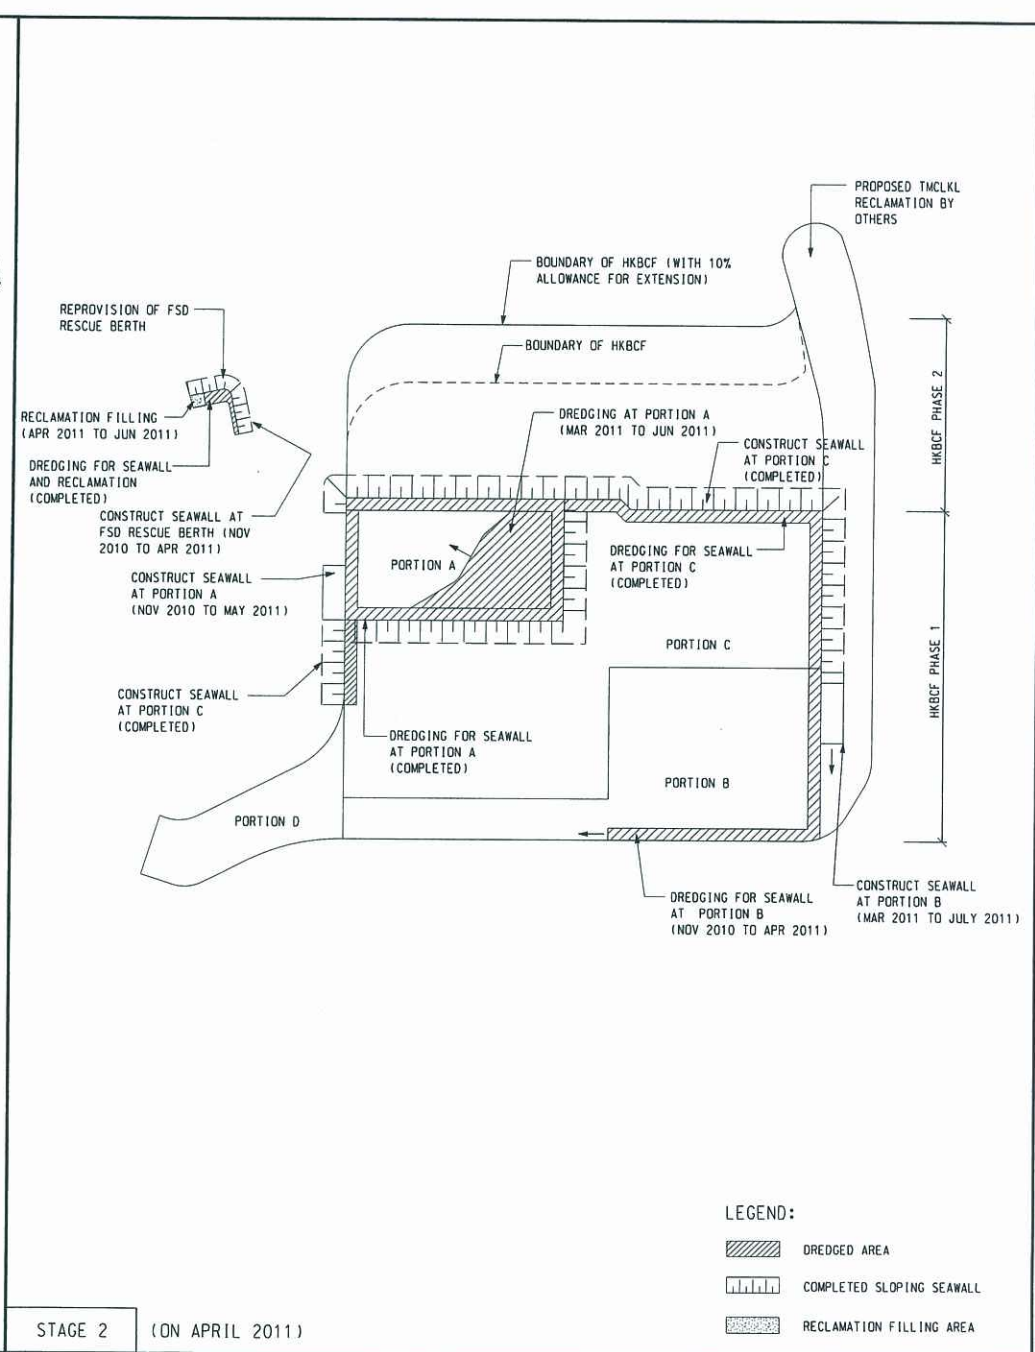 PROPOSED TMCLKL
RECLAMATION BY
OTHERS
BOUNDARY OF HKBCF (WITH 10%
ALLOWANCE FOR EXTENSION)
REPROVISION OF FSD
RESCUE BERTH
BOUNDARY OF HKBCF
HKBCF PHASE 2
RECLAMATION FILLING
(APR 2011 TO JUN 2011)
DREDGING AT PORTION A
(MAR 2011 TO JUN 2011)
CONSTRUCT SEAWALL
AT PORTION C
(COMPLETED)
DREDGING FOR SEAWALL
AND RECLAMATION
(COMPLETED)
CONSTRUCT SEAWALL AT
FSD RESCUE BERTH (NOV
2010 TO APR 2011)
PORTION A
DREDGING FOR SEAWALL
AT PORTION C
(COMPLETED)
CONSTRUCT SEAWALL
AT PORTION A
(NOV 2010 TO MAY 2011)
PORTION C
HKBCF PHASE 1
CONSTRUCT SEAWALL
AT PORTION C
(COMPLETED)
DREDGING FOR SEAWALL
AT PORTION A
(COMPLETED)
PORTION B
PORTION D
DREDGING FOR SEAWALL
AT PORTION B
(NOV 2010 TO APR 2011)
CONSTRUCT SEAWALL
AT PORTION B
(MAR 2011 TO JULY 2011)
LEGEND:
DREDGED AREA
COMPLETED SLOPING SEAWALL
RECLAMATION FILLING AREA
STAGE 2 (ON APRIL 2011)